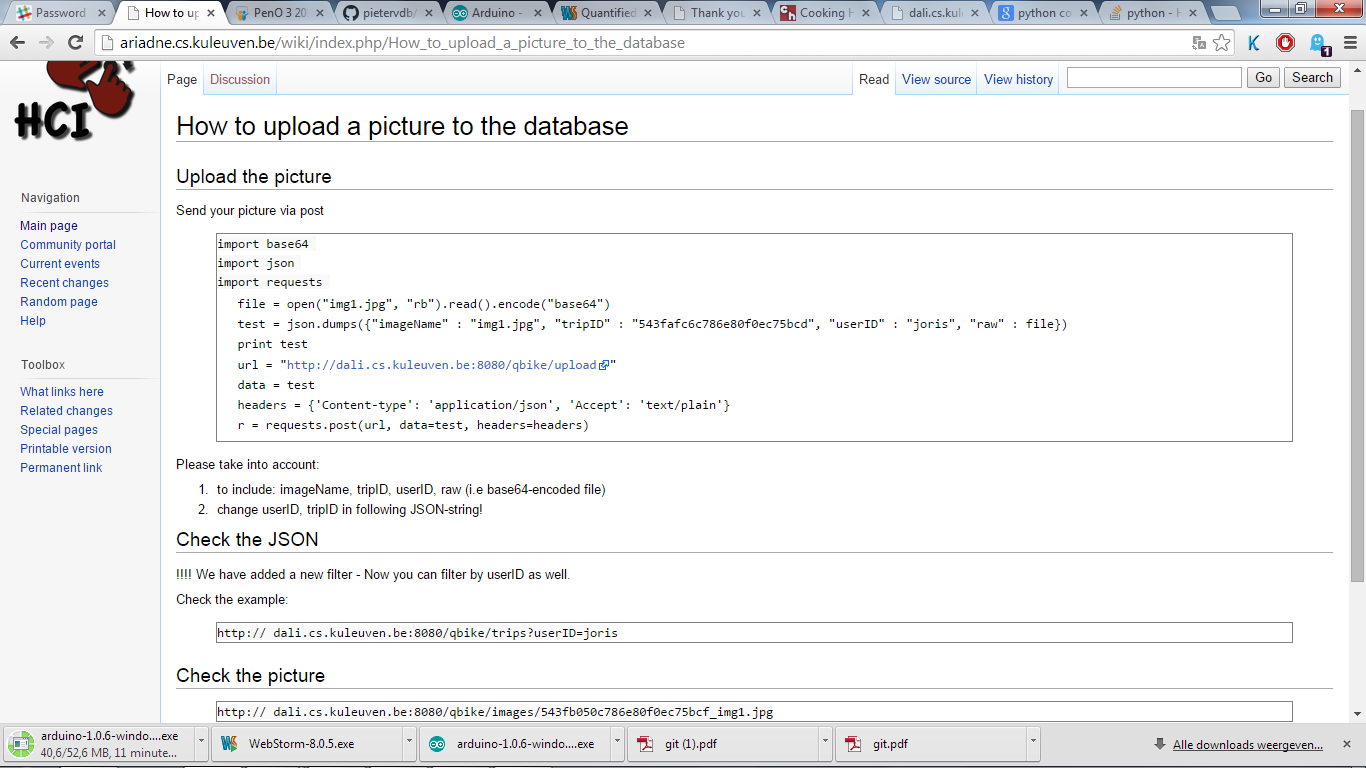 Password
How to up
PenO 3 20
pietervdb/
Arduino -
Quantified
Thank you
Cooking H
dali.cs.kul
python co
python - H
ariadne.cs.kuleuven.be/wiki/index.php/How_to_upload_a_picture_to_the_database
K
1
HCI
Page
Discussion
Read
View source
View history
Go
Search
How to upload a picture to the database
Navigation
Main page
Community portal
Current events
Recent changes
Random page
Help
Toolbox
What links here
Related changes
Special pages
Printable version
Permanent link
Upload the picture
Send your picture via post
import base64
import json
import requests
file = open("img1.jpg", "rb").read().encode("base64")
test = json.dumps({"imageName" : "img1.jpg", "tripID" : "543fafc6c786e80f0ec75bcd", "userID" : "joris", "raw" : file})
print test
url = "http://dali.cs.kuleuven.be:8080/qbike/upload"
data = test
headers = {'Content-type': 'application/json', 'Accept': 'text/plain'}
r = requests.post(url, data=test, headers=headers)
Please take into account:
1. to include: imageName, tripID, userID, raw (i.e base64-encoded file)
2. change userID, tripID in following JSON-string!
Check the JSON
!!!! We have added a new filter - Now you can filter by userID as well.
Check the example:
http:// dali.cs.kuleuven.be:8080/qbike/trips?userID=joris
Check the picture
http:// dali.cs.kuleuven.be:8080/qbike/images/543fb050c786e80f0ec75bcf_img1.jpg
arduino-1.0.6-windo....exe
40,6/52,6 MB, 11 minute...
WebStorm-8.0.5.exe
arduino-1.0.6-windo....exe
git (1).pdf
git.pdf
Alle downloads weergeven...